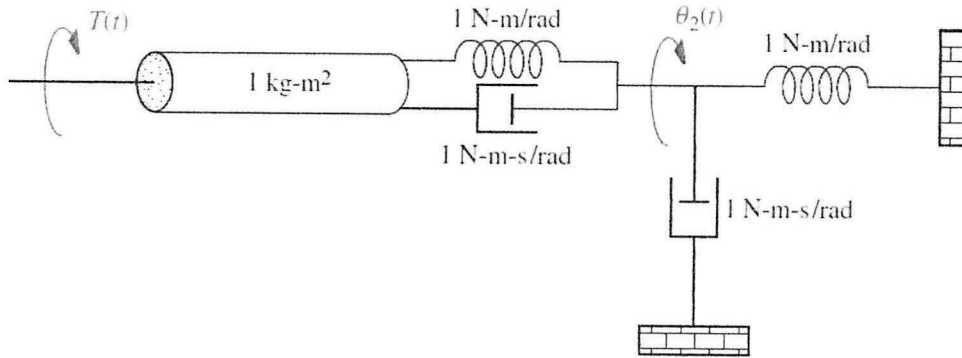 T(t)
1 N-m/rad
θ₂(t)
1 N-m/rad
1 kg-m²
1 N-m-s/rad
1 N-m-s/rad